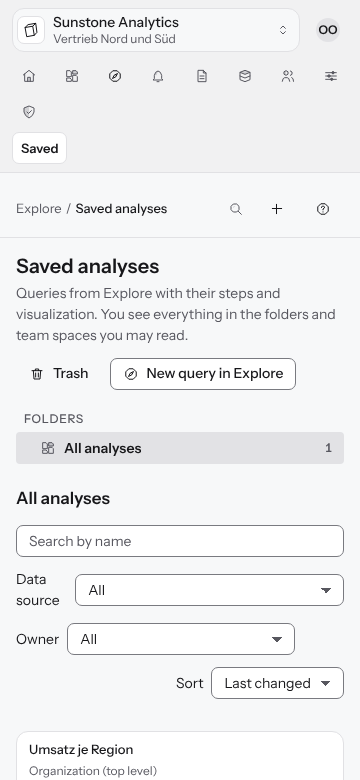 Sunstone Analytics
Vertrieb Nord und Süd
OO
Saved
Explore / Saved analyses
Saved analyses
Queries from Explore with their steps and
visualization. You see everything in the folders and
team spaces you may read.
Trash
New query in Explore
FOLDERS
All analyses 1
All analyses
Search by name
Data
source
All
Owner All
Sort Last changed
Umsatz je Region
Organization (top level)